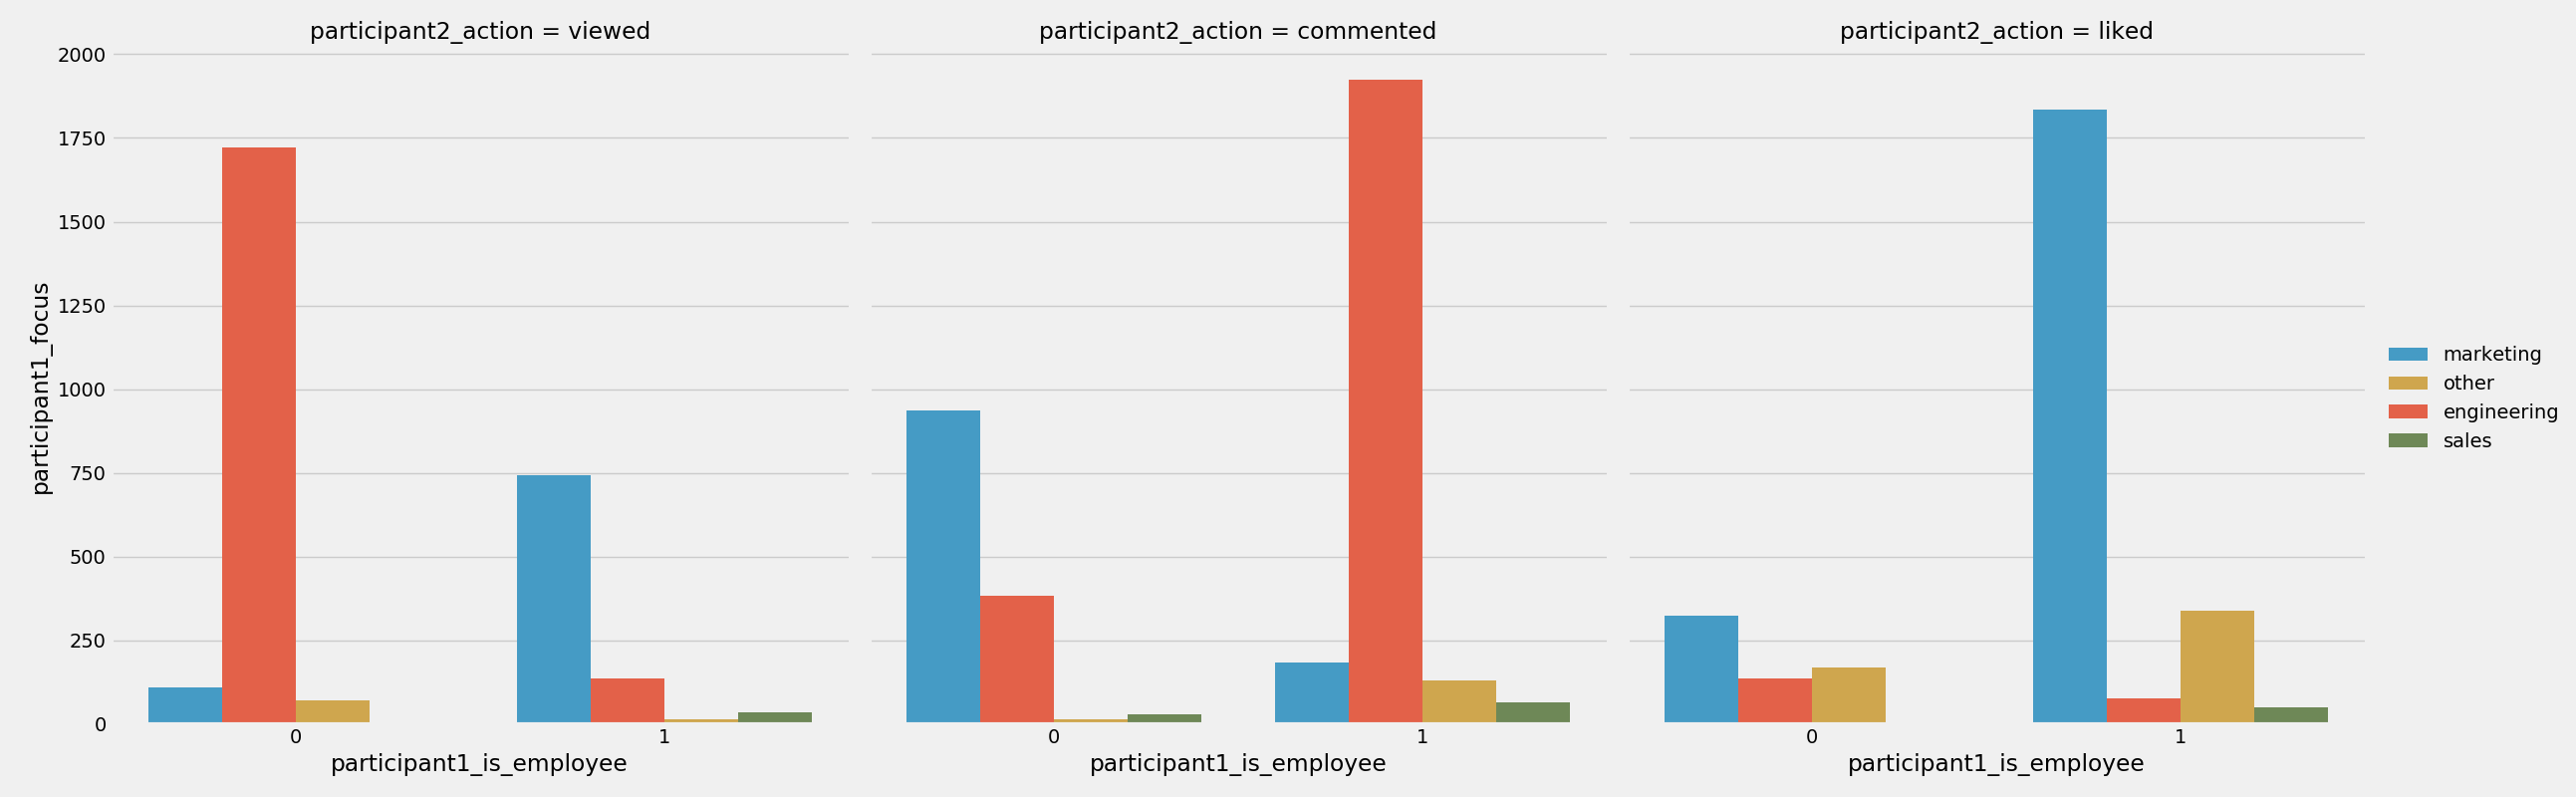 participant2_action = viewed
participant2_action = commented
participant2_action = liked
participant1_focus
2000
1750
1500
1250
1000
750
500
250
0
0 1
0 1
0 1
participant1_is_employee
participant1_is_employee
participant1_is_employee
marketing
other
engineering
sales